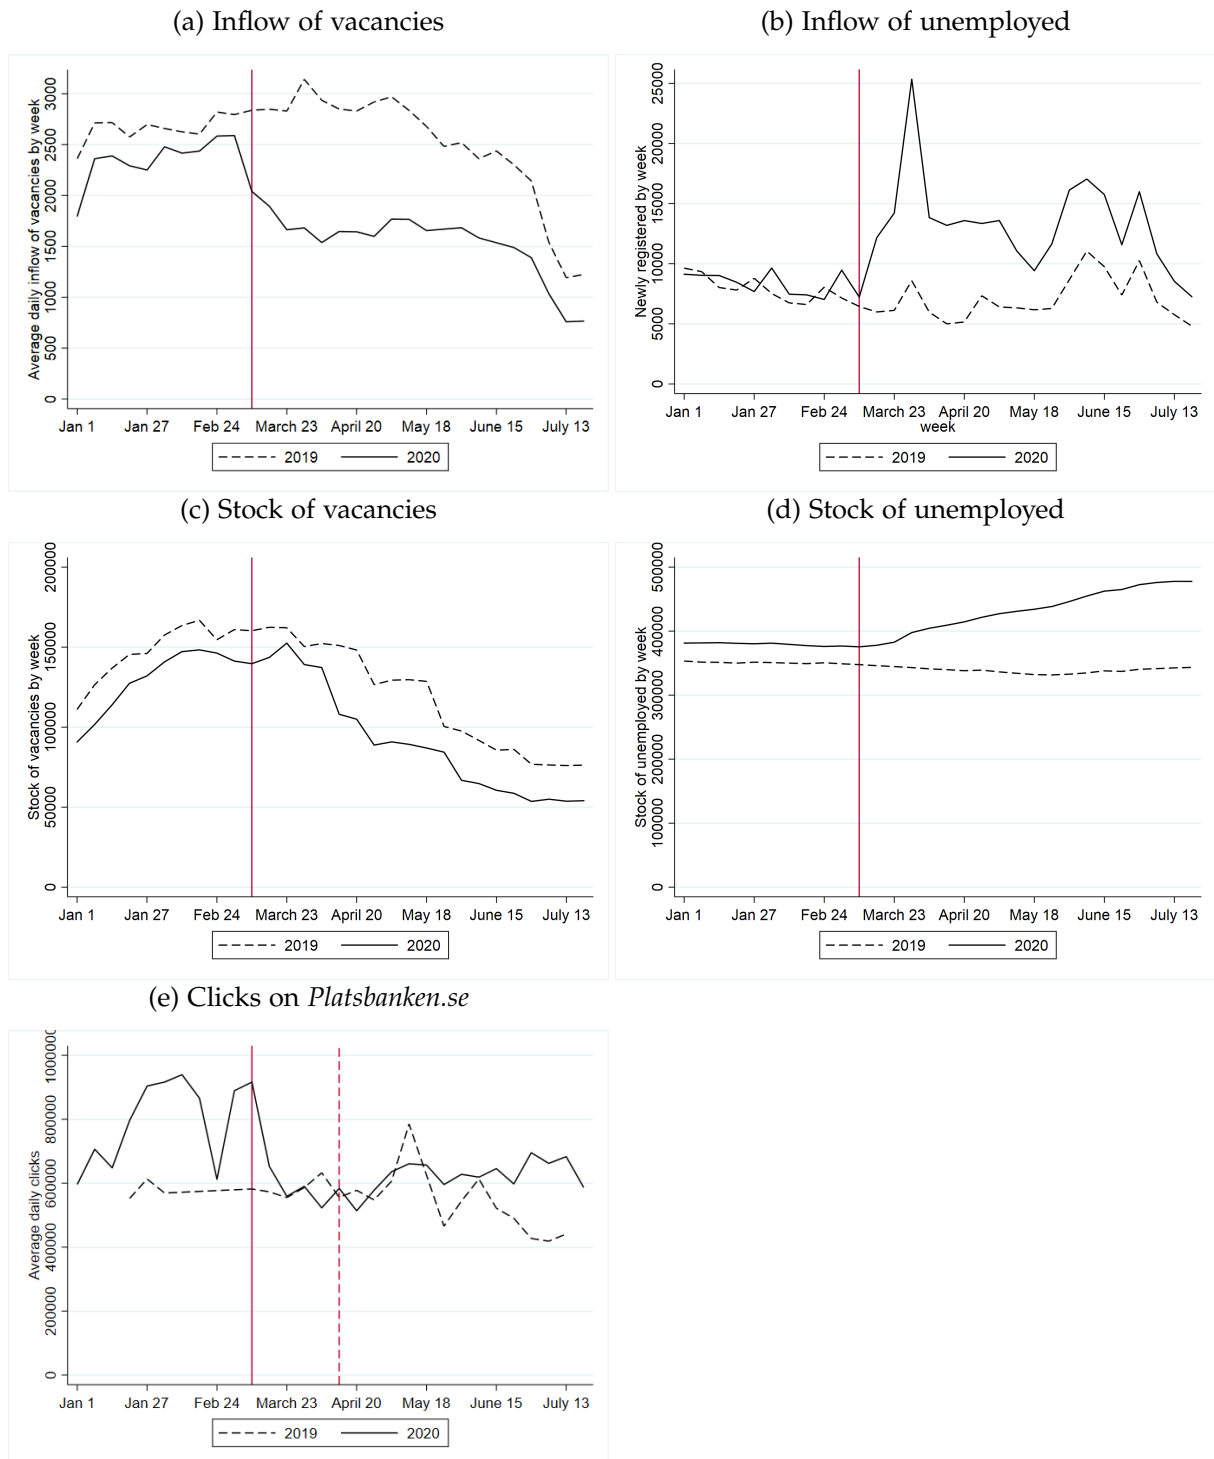 (a) Inflow of vacancies
Average daily inflow of vacancies by week
3000
2500
2000
1500
1000
500
0
Jan 1 Jan 27 Feb 24 March 23 April 20 May 18 June 15 July 13
2019 2020
(b) Inflow of unemployed
Newly registered by week
25000
20000
15000
10000
5000
0
Jan 1 Jan 27 Feb 24 March 23 April 20 May 18 June 15 July 13
week
2019 2020
(c) Stock of vacancies
Stock of vacancies by week
200000
150000
100000
50000
0
Jan 1 Jan 27 Feb 24 March 23 April 20 May 18 June 15 July 13
2019 2020
(d) Stock of unemployed
Stock of unemployed by week
500000
400000
300000
200000
100000
0
Jan 1 Jan 27 Feb 24 March 23 April 20 May 18 June 15 July 13
2019 2020
(e) Clicks on Platsbanken.se
Average daily clicks
1000000
800000
600000
400000
200000
0
Jan 1 Jan 27 Feb 24 March 23 April 20 May 18 June 15 July 13
2019 2020